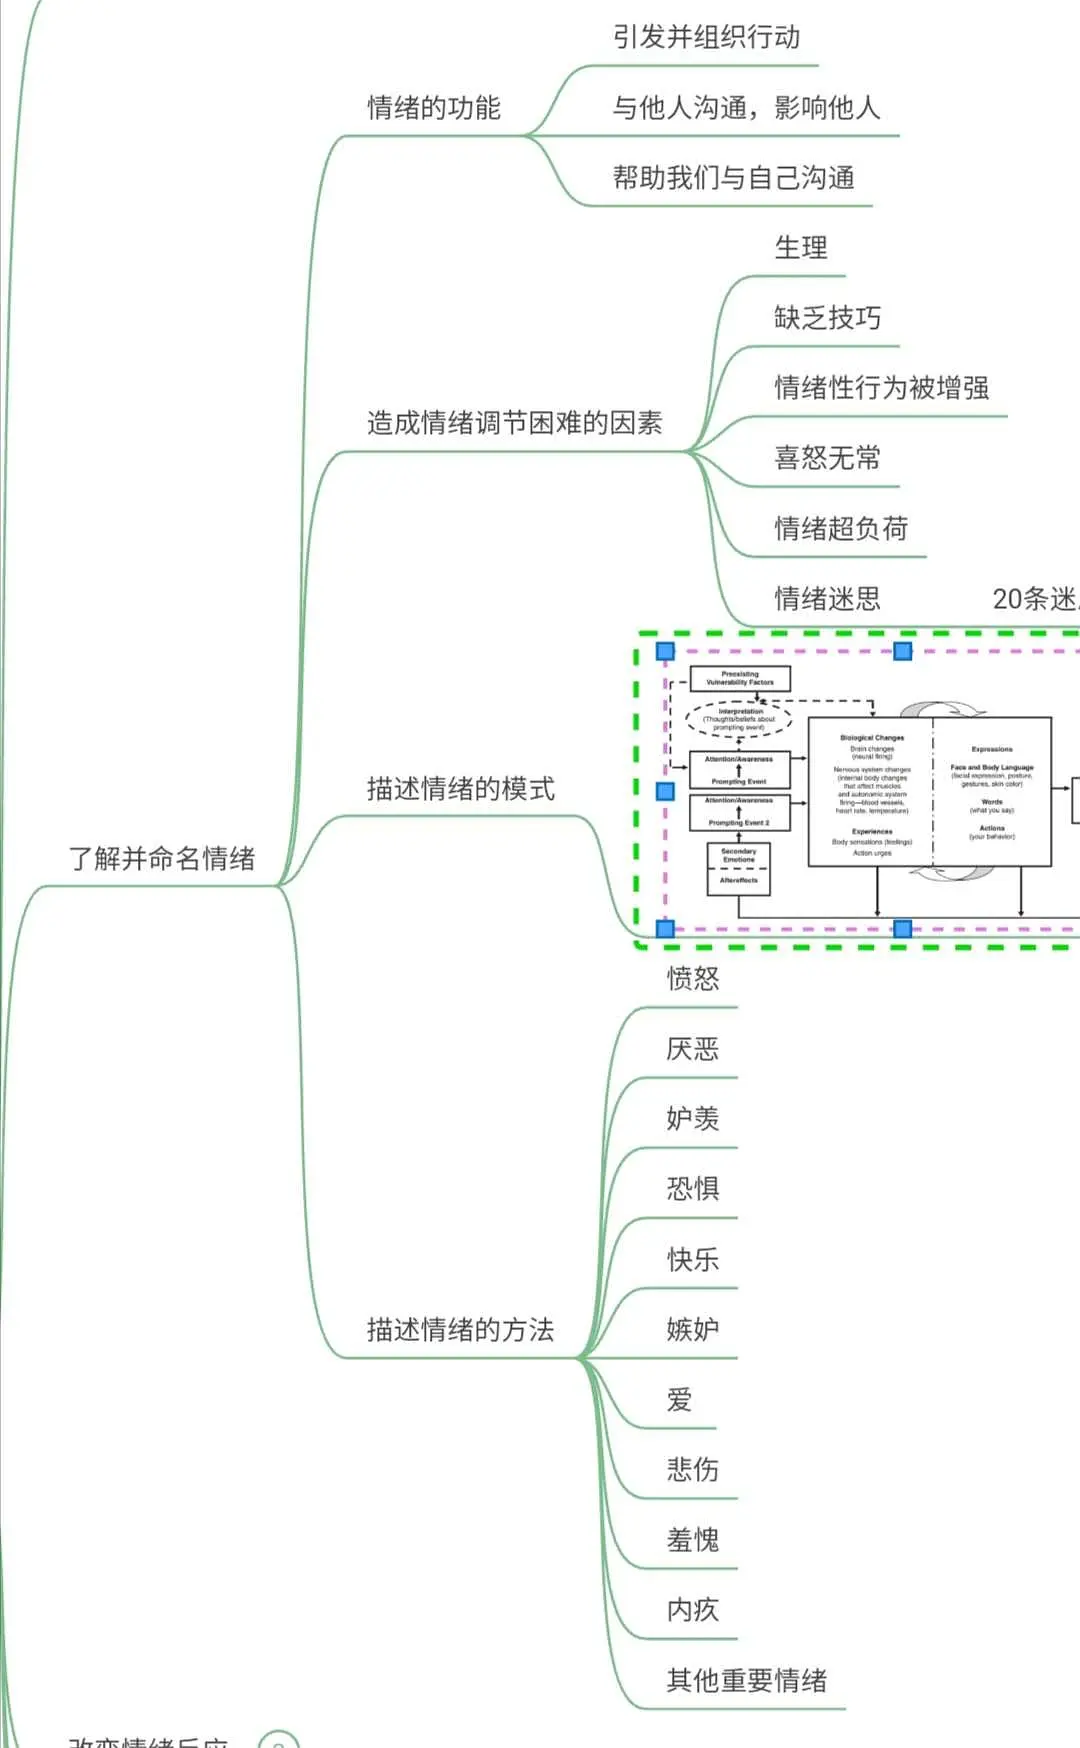 引发并组织行动
情绪的功能
与他人沟通，影响他人
帮助我们与自己沟通
生理
缺乏技巧
情绪性行为被增强
造成情绪调节困难的因素
喜怒无常
情绪超负荷
情绪迷思
20条迷
描述情绪的模式
Preexisting
Vulnerability Factors
Interpretation
(Thoughts/beliefs about
prompting event)
Attention/Awareness
Prompting Event
Attention/Awareness
Prompting Event 2
Secondary
Emotions
Aftereffects
Biological Changes
Brain changes
(neural firing)
Nervous system changes
(internal body changes
that affect muscles
and autonomic system
firing—blood vessels,
heart rate, temperature)
Experiences
Body sensations (feelings)
Action urges
Expressions
Face and Body Language
(facial expression, posture,
gestures, skin color)
Words
(what you say)
Actions
(your behavior)
了解并命名情绪
愤怒
厌恶
妒羡
恐惧
快乐
描述情绪的方法
嫉妒
爱
悲伤
羞愧
内疚
其他重要情绪
改变情绪反应